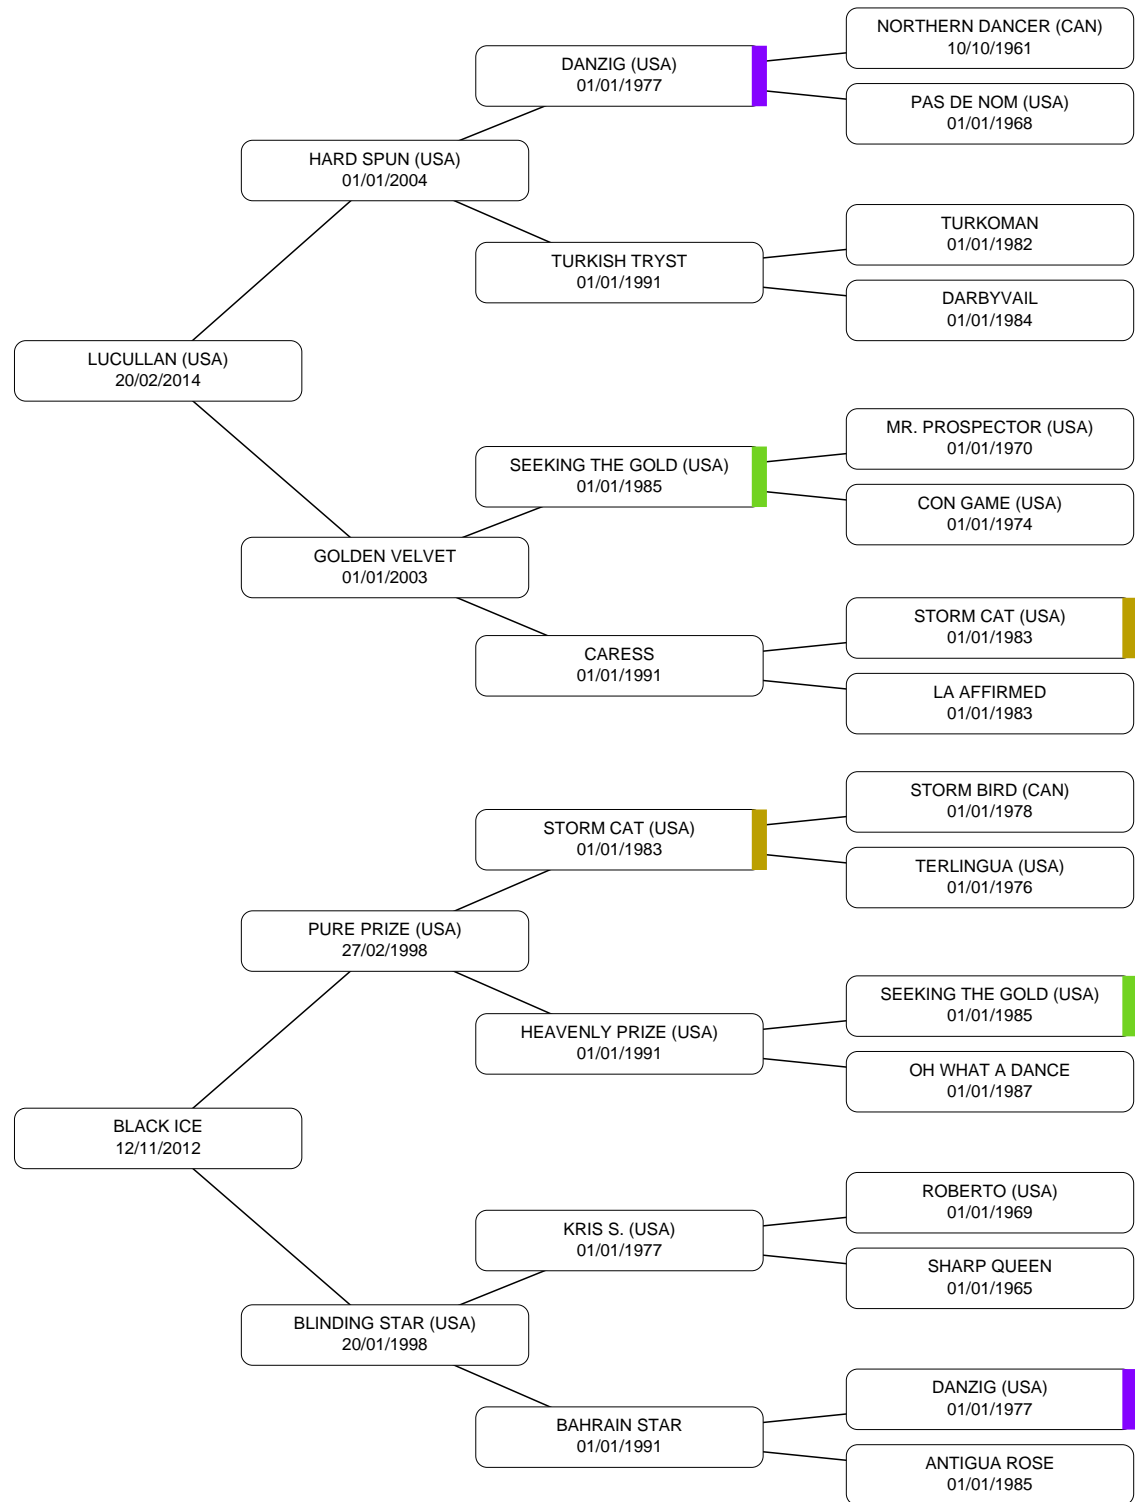 NORTHERN DANCER (CAN)
10/10/1961
DANZIG (USA)
01/01/1977
PAS DE NOM (USA)
01/01/1968
HARD SPUN (USA)
01/01/2004
TURKOMAN
01/01/1982
TURKISH TRYST
01/01/1991
DARBYVAIL
01/01/1984
LUCULLAN (USA)
20/02/2014
MR. PROSPECTOR (USA)
01/01/1970
SEEKING THE GOLD (USA)
01/01/1985
CON GAME (USA)
01/01/1974
GOLDEN VELVET
01/01/2003
STORM CAT (USA)
01/01/1983
CARESS
01/01/1991
LA AFFIRMED
01/01/1983
STORM BIRD (CAN)
01/01/1978
STORM CAT (USA)
01/01/1983
TERLINGUA (USA)
01/01/1976
PURE PRIZE (USA)
27/02/1998
SEEKING THE GOLD (USA)
01/01/1985
HEAVENLY PRIZE (USA)
01/01/1991
OH WHAT A DANCE
01/01/1987
BLACK ICE
12/11/2012
ROBERTO (USA)
01/01/1969
KRIS S. (USA)
01/01/1977
SHARP QUEEN
01/01/1965
BLINDING STAR (USA)
20/01/1998
DANZIG (USA)
01/01/1977
BAHRAIN STAR
01/01/1991
ANTIGUA ROSE
01/01/1985